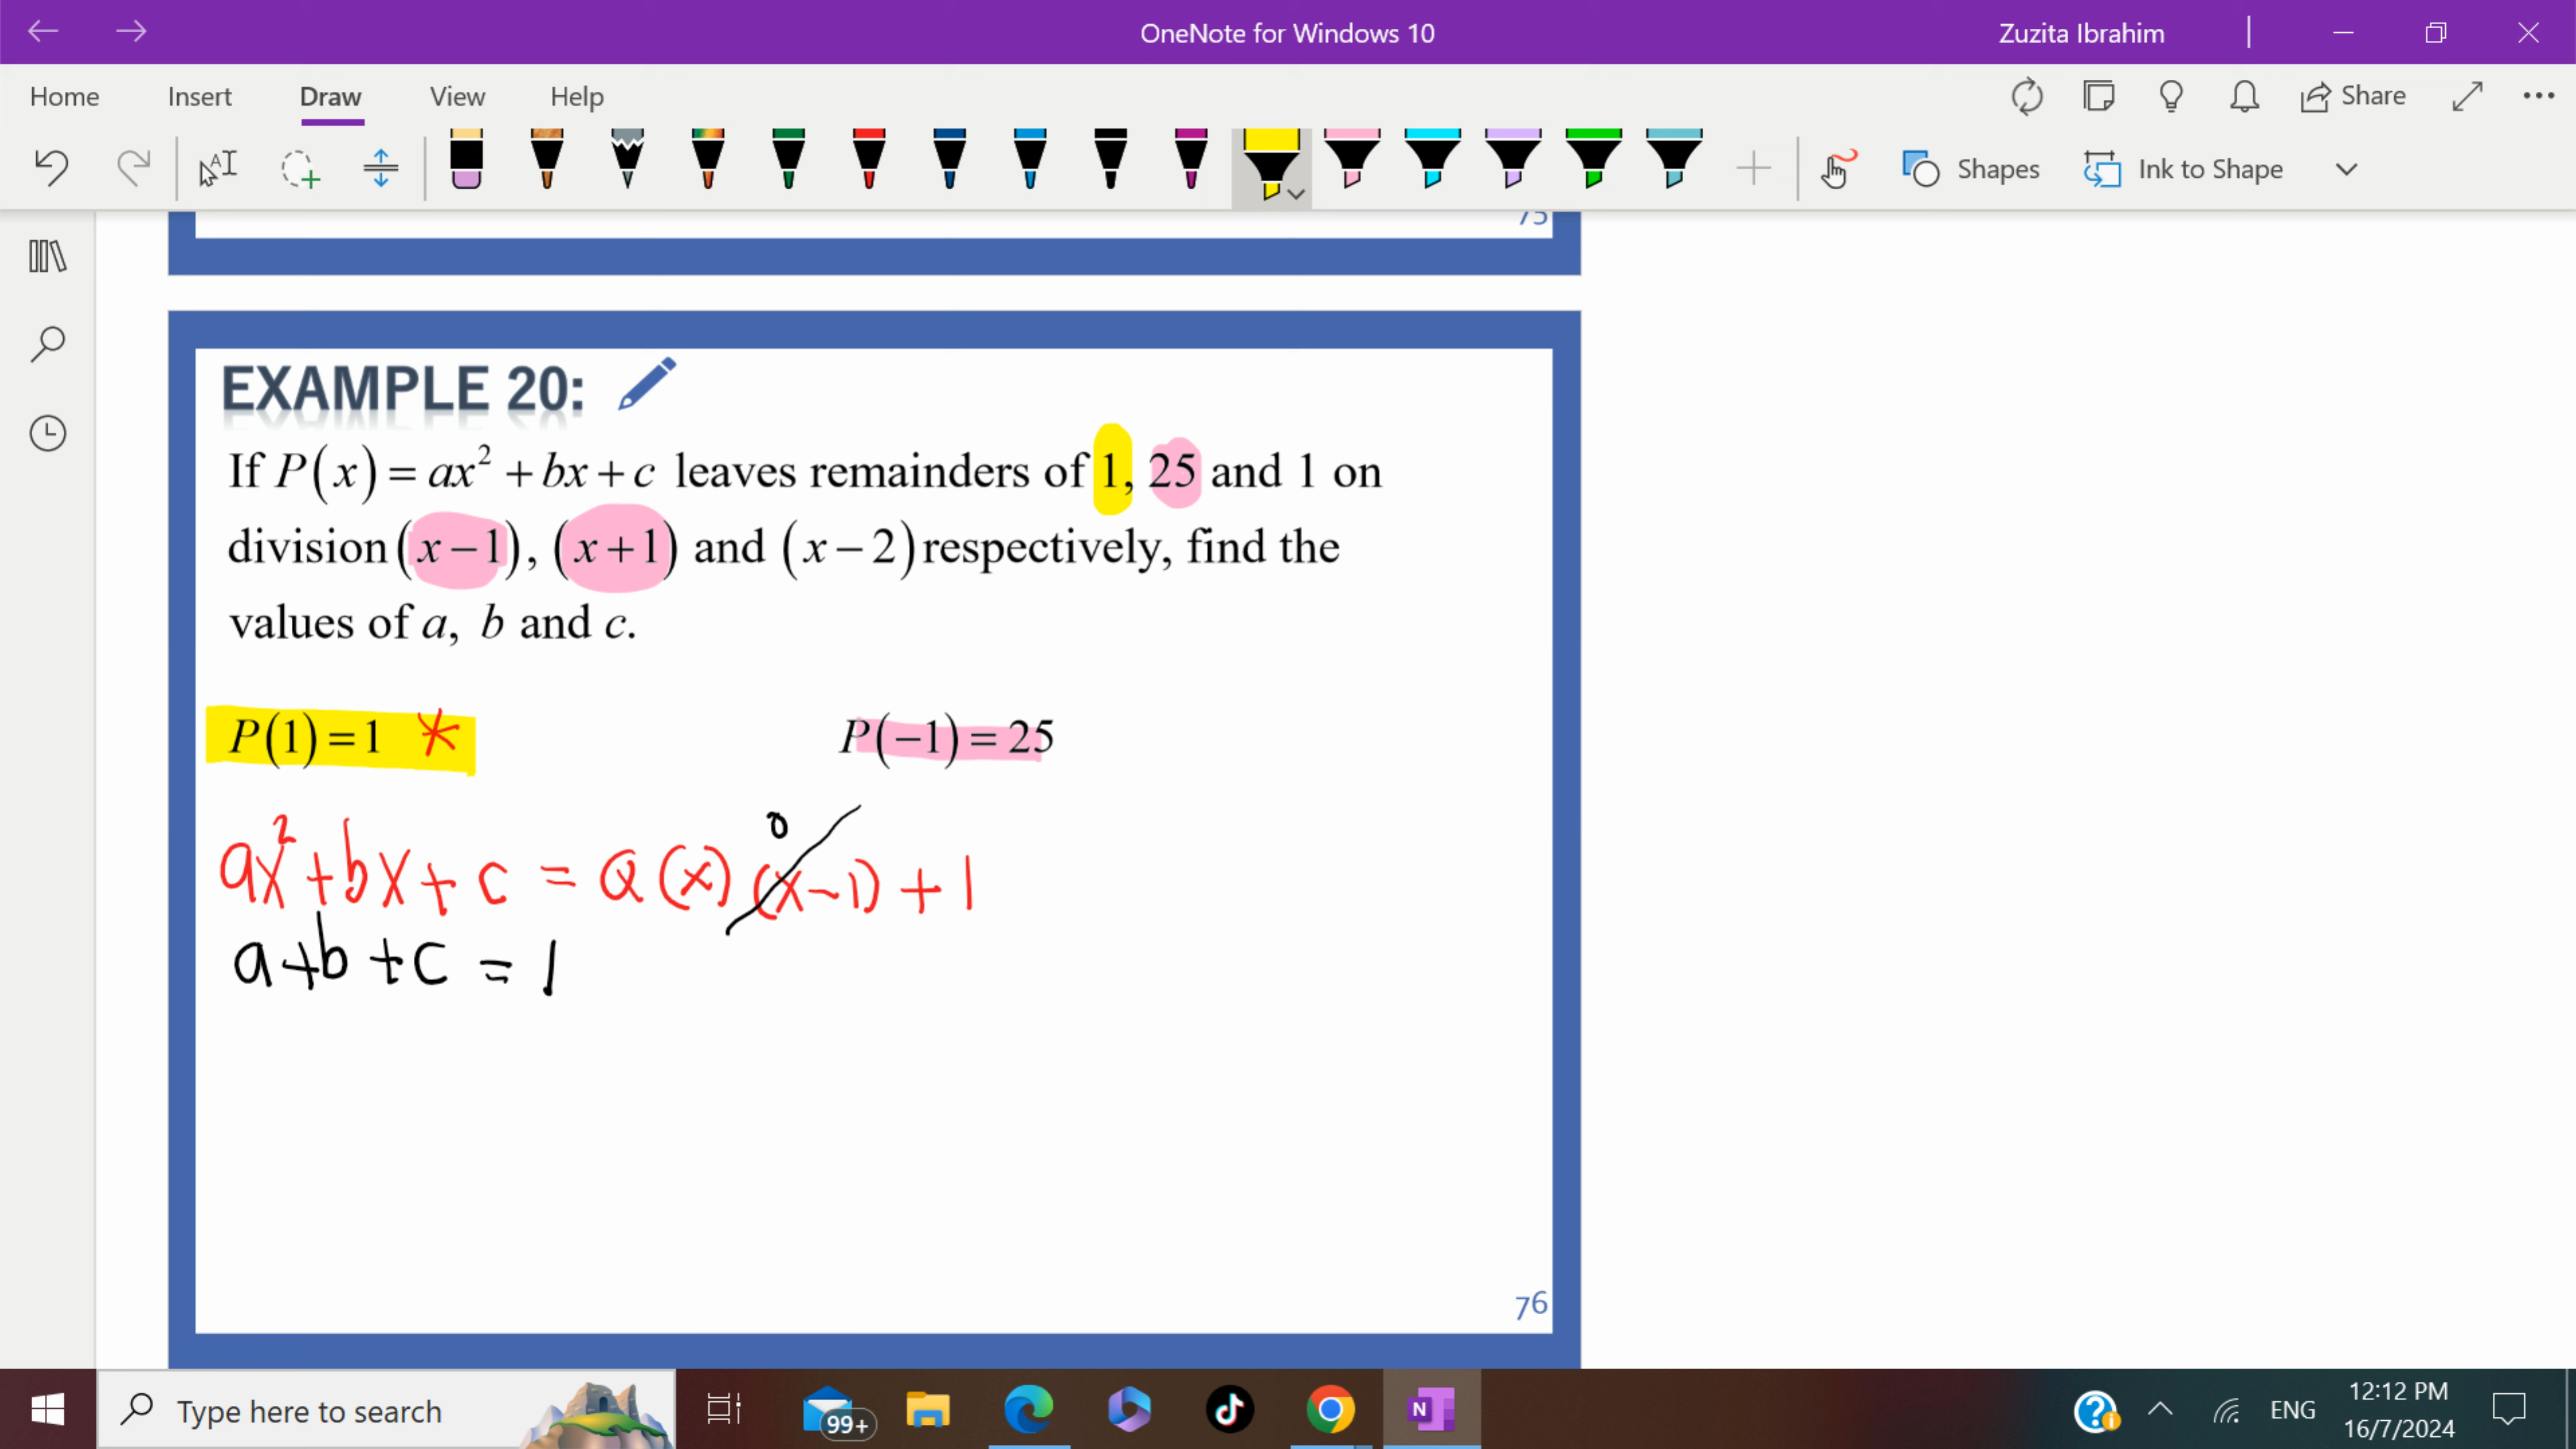 OneNote for Windows 10 Zuzita Ibrahim
Home Insert Draw View Help Share
Shapes Ink to Shape
75
EXAMPLE 20:
If P(x) = ax² + bx + c leaves remainders of 1, 25 and 1 on
division (x − 1), (x + 1) and (x − 2) respectively, find the
values of a, b and c.
P(1) = 1 * P(−1) = 25
0
ax² + bx + c = Q(x) (x − 1) + 1
a + b + c = 1
76
Type here to search 99+ N ENG 12:12 PM
16/7/2024